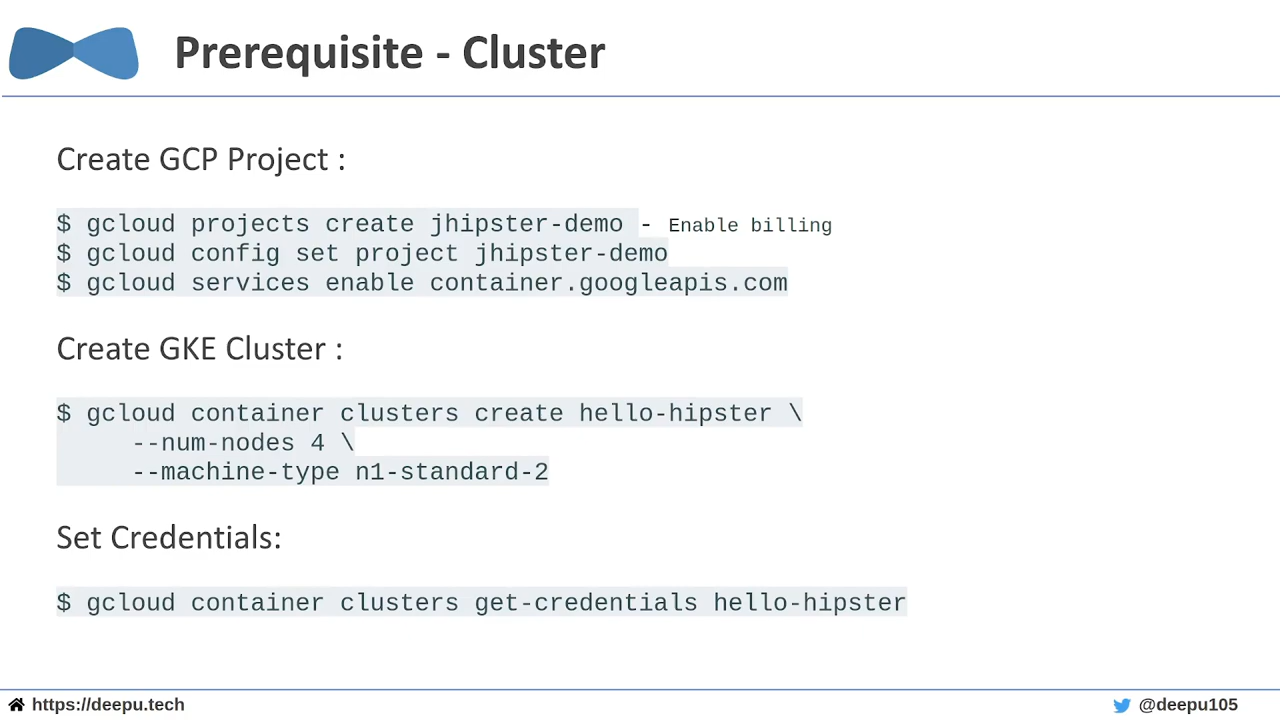 Prerequisite - Cluster
Create GCP Project :
$ gcloud projects create jhipster-demo - Enable billing
$ gcloud config set project jhipster-demo
$ gcloud services enable container.googleapis.com
Create GKE Cluster :
$ gcloud container clusters create hello-hipster \
--num-nodes 4 \
--machine-type n1-standard-2
Set Credentials:
$ gcloud container clusters get-credentials hello-hipster
https://deepu.tech
@deepu105